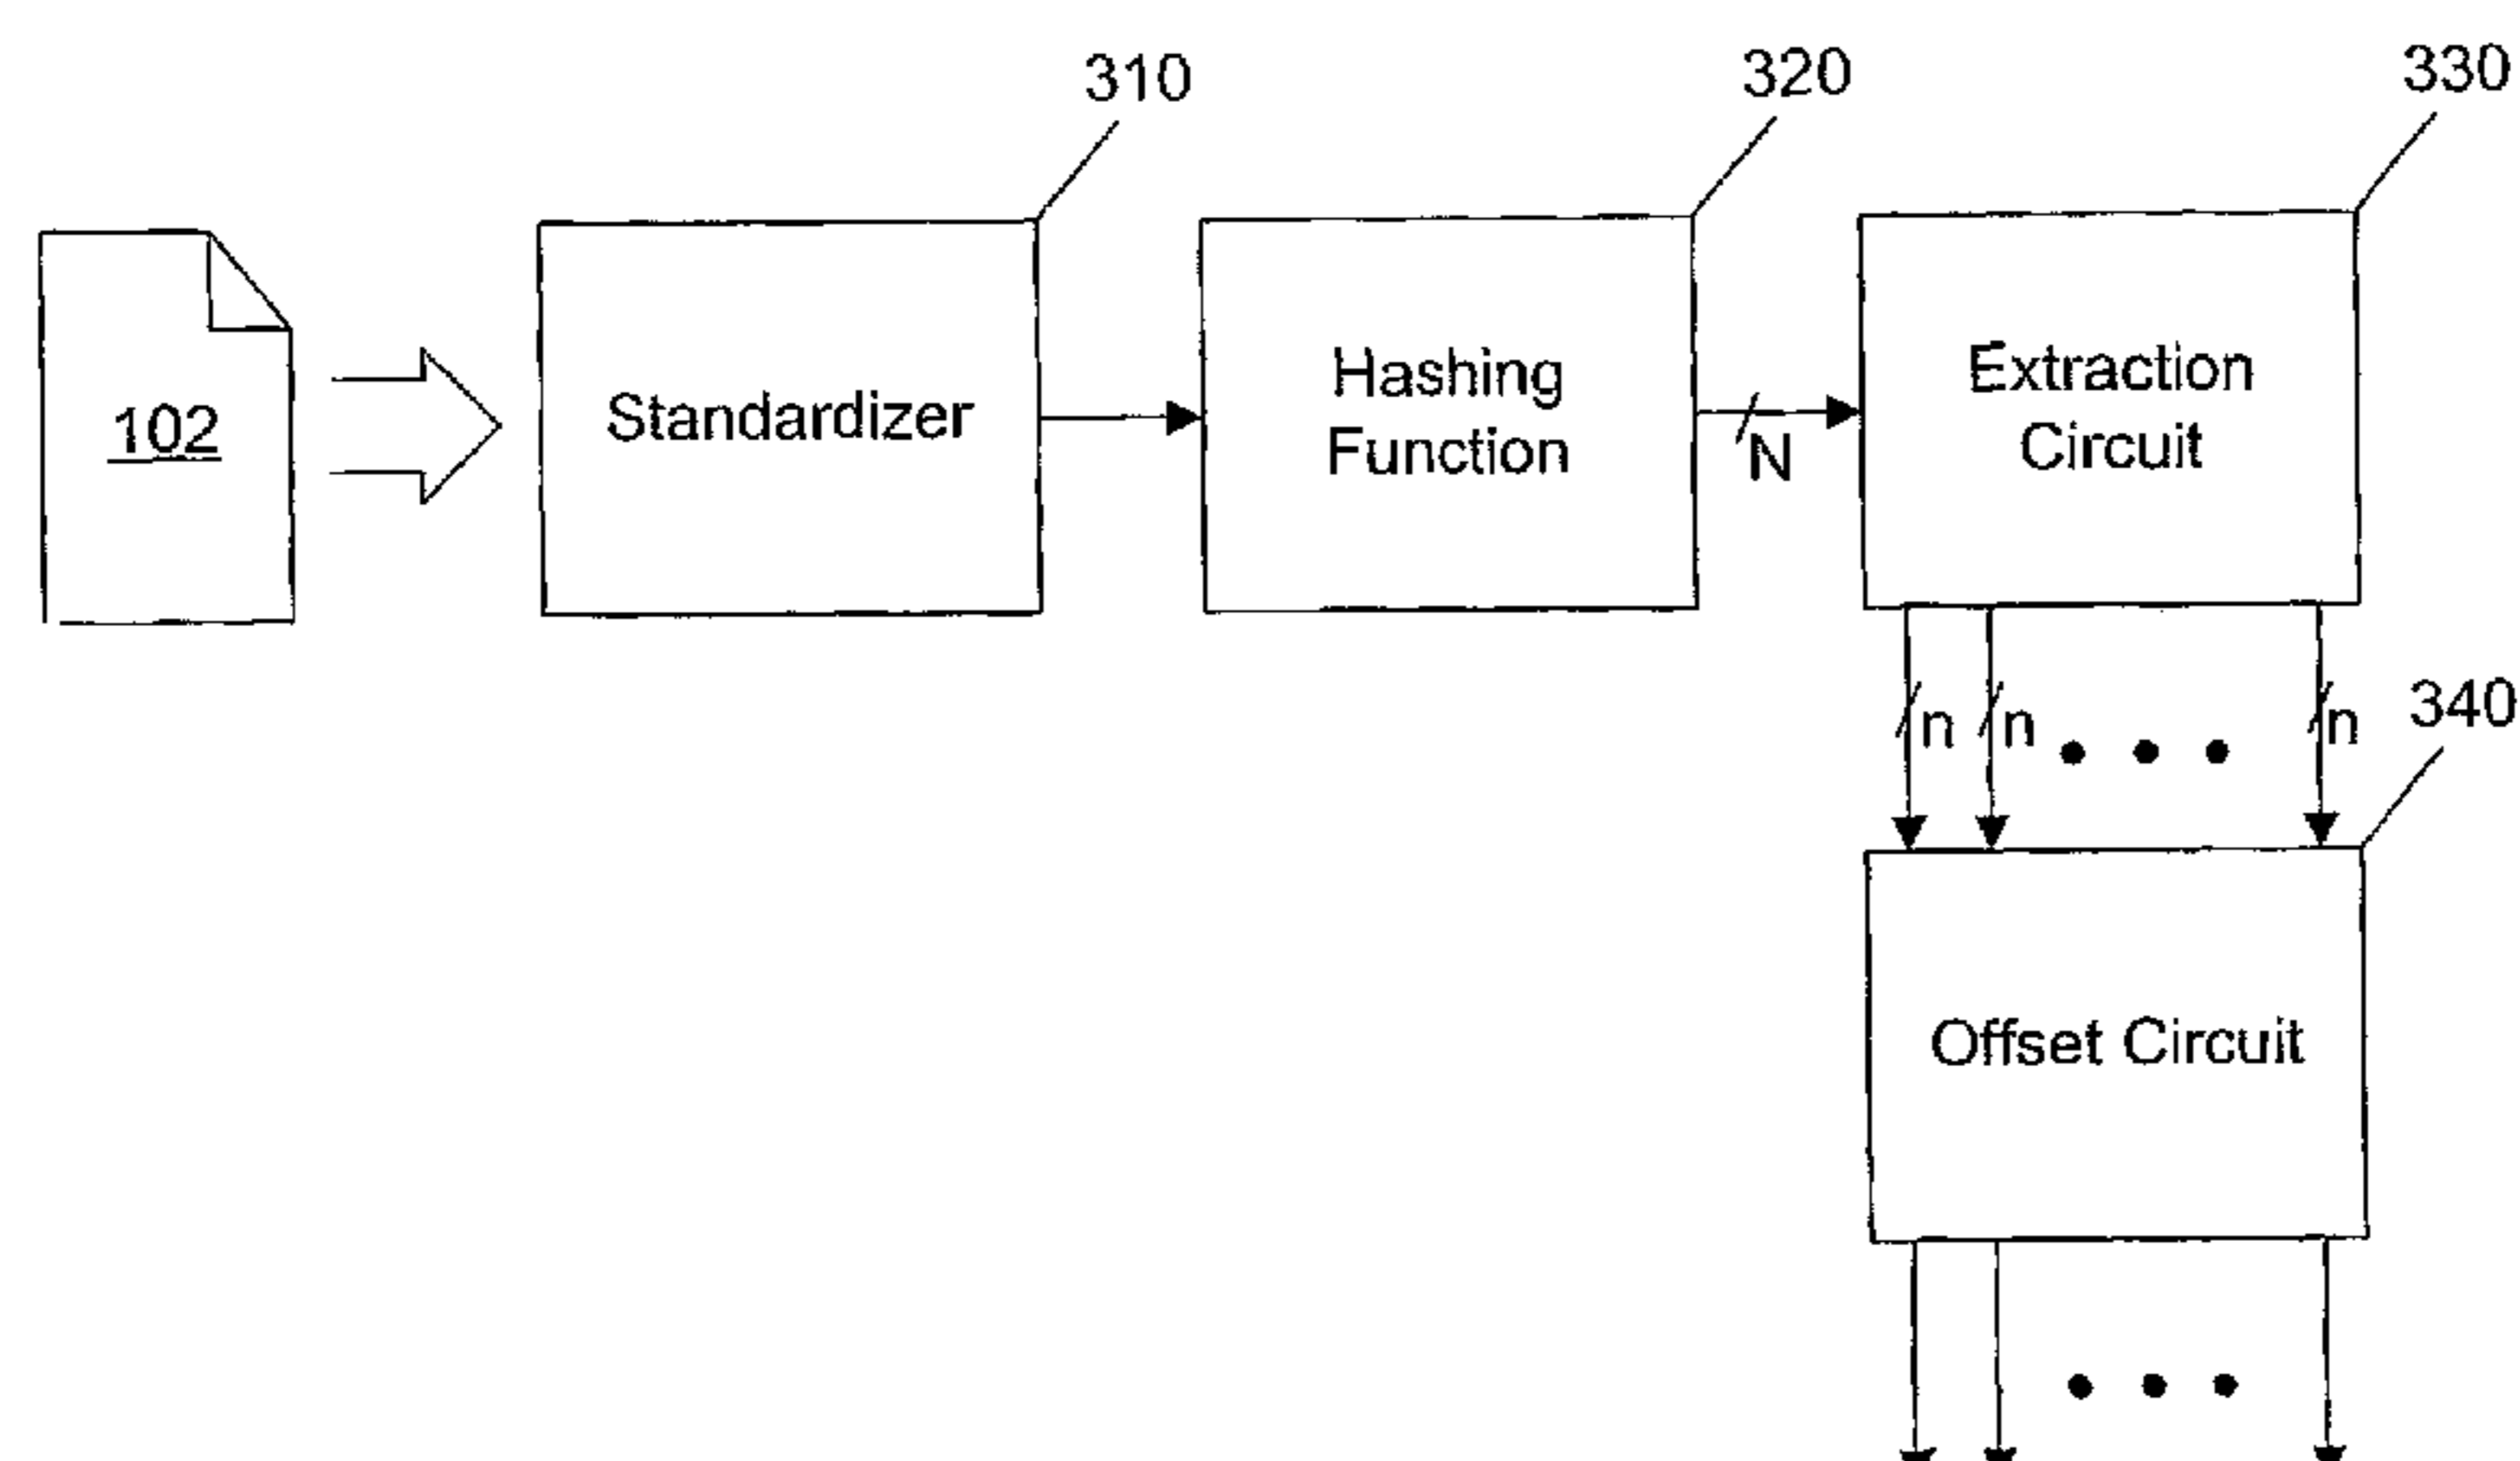 310
320
330
102
Standardizer
Hashing
Function
N
Extraction
Circuit
n
n
n
340
Offset Circuit